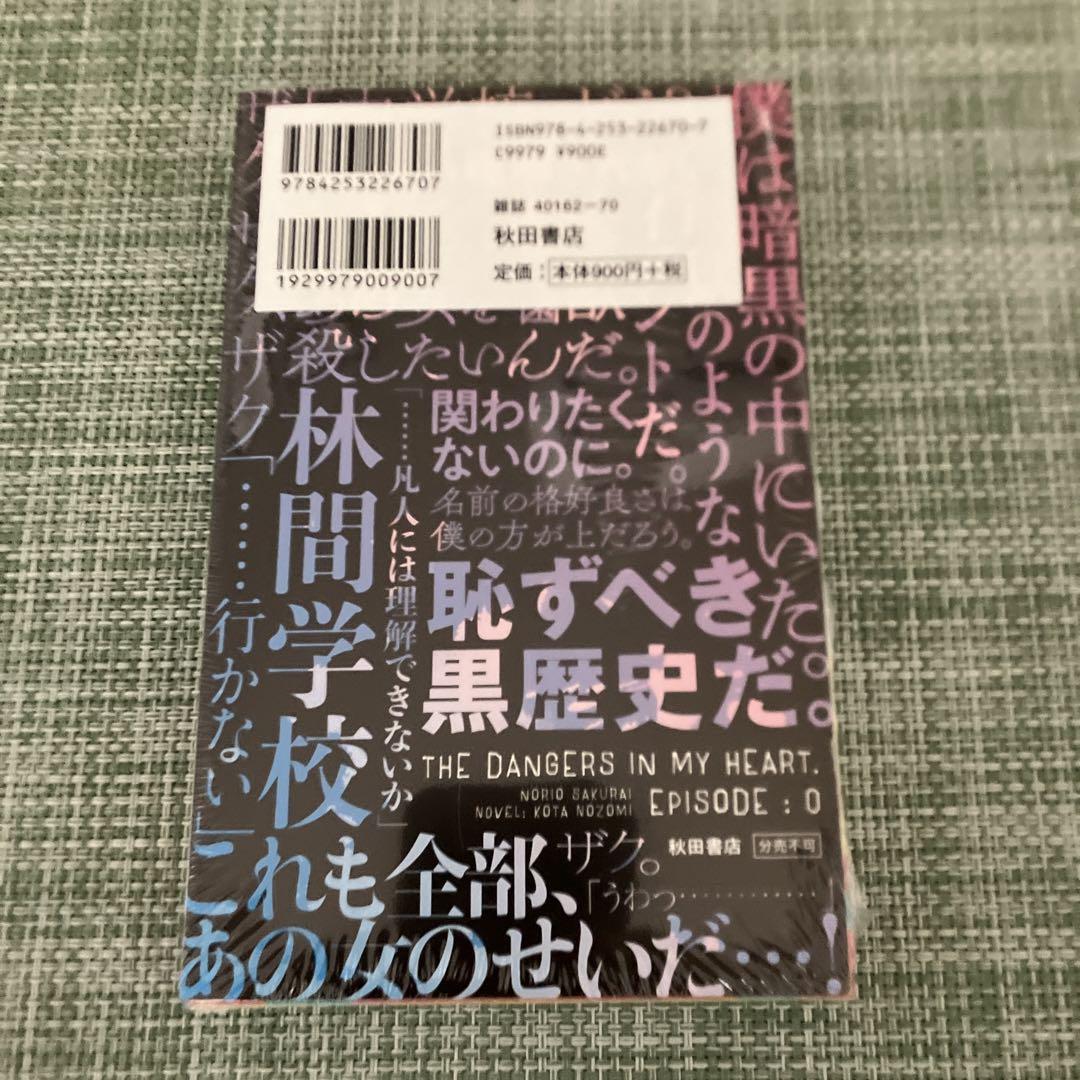 ISBN978-4-253-22670-7
C9979 ¥900E
9784253226707
雑誌 40162-70
秋田書店
1929979009007
定価：本体900円+税
僕は暗黒の中にいた。
のような
トだ。
殺したいんだ。
関わりたく
ないのに。
名前の格好良さは
僕の方が上だろう。
恥ずべき
黒歴史だ。
「……凡人には理解できないか」
林間学校
ザク「……行かない」
THE DANGERS IN MY HEART.
NORIO SAKURAI
NOVEL: KOTA NOZOMI
EPISODE : 0
秋田書店 分売不可
ザク。
「うわっ…………」
これも全部、
あの女のせいだ…!